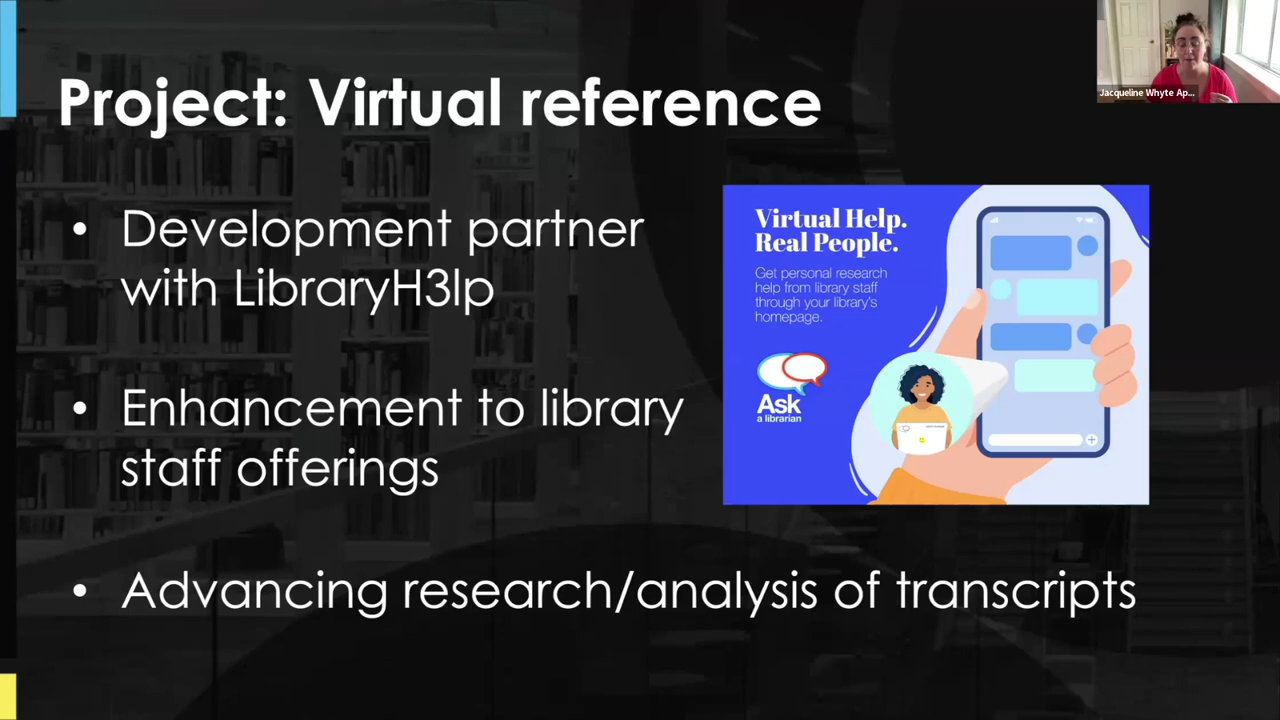 Project: Virtual reference
Jacqueline Whyte Ap...
• Development partner
with LibraryH3lp
• Enhancement to library
staff offerings
• Advancing research/analysis of transcripts
Virtual Help.
Real People.
Get personal research
help from library staff
through your library's
homepage.
Ask
a librarian